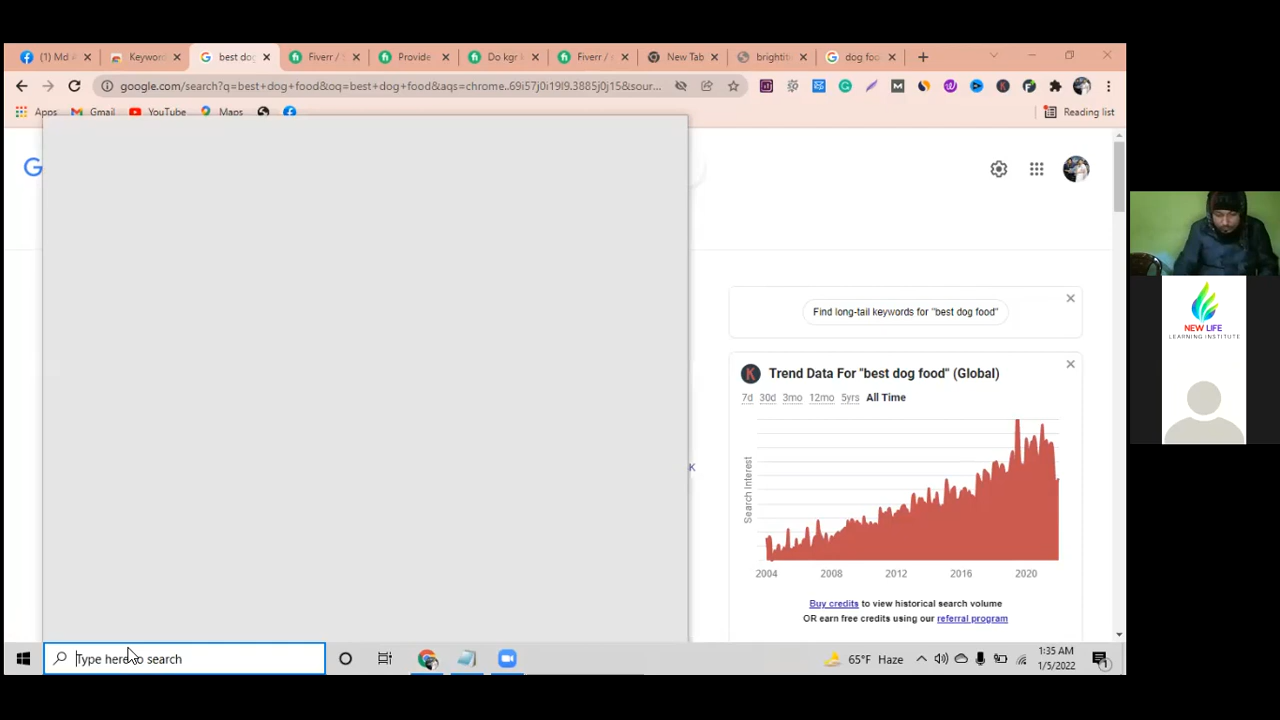 (1) Md
Keyword
best dog
Fiverr /
Provide
Do kgr
Fiverr /
New Tab
brightti
dog foo
google.com/search?q=best+dog+food&oq=best+dog+food&aqs=chrome..69i57j0i19l9.3885j0j15&sour...
Apps
Gmail
YouTube
Maps
Reading list
G
Find long-tail keywords for "best dog food"
K
Trend Data For "best dog food" (Global)
7d 30d 3mo 12mo 5yrs All Time
Search Interest
2004 2008 2012 2016 2020
K
Buy credits to view historical search volume
OR earn free credits using our referral program
NEW LIFE
LEARNING INSTITUTE
Type here to search
65°F Haze
1:35 AM
1/5/2022
1